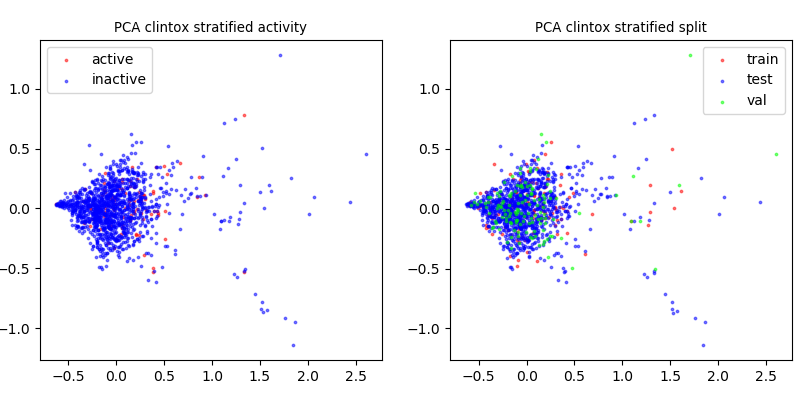 PCA clintox stratified activity
active
inactive
1.0
0.5
0.0
−0.5
−1.0
−0.5 0.0 0.5 1.0 1.5 2.0 2.5
PCA clintox stratified split
train
test
val
1.0
0.5
0.0
−0.5
−1.0
−0.5 0.0 0.5 1.0 1.5 2.0 2.5